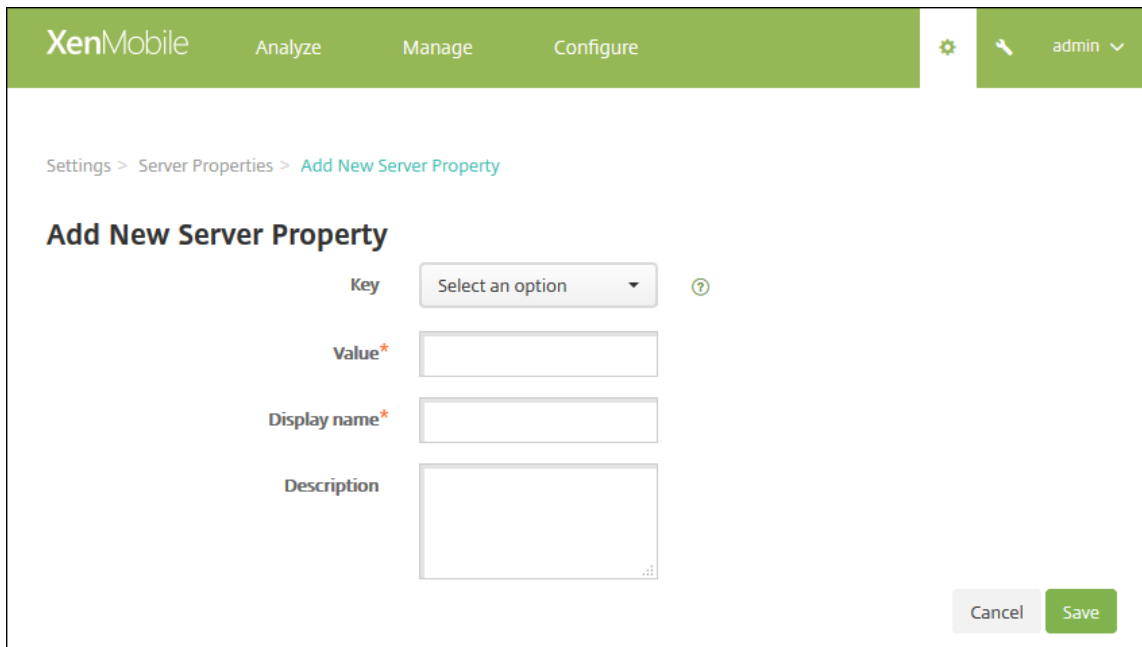 XenMobile Analyze Manage Configure admin
Settings > Server Properties > Add New Server Property
Add New Server Property
Key Select an option ?
Value*
Display name*
Description
Cancel Save